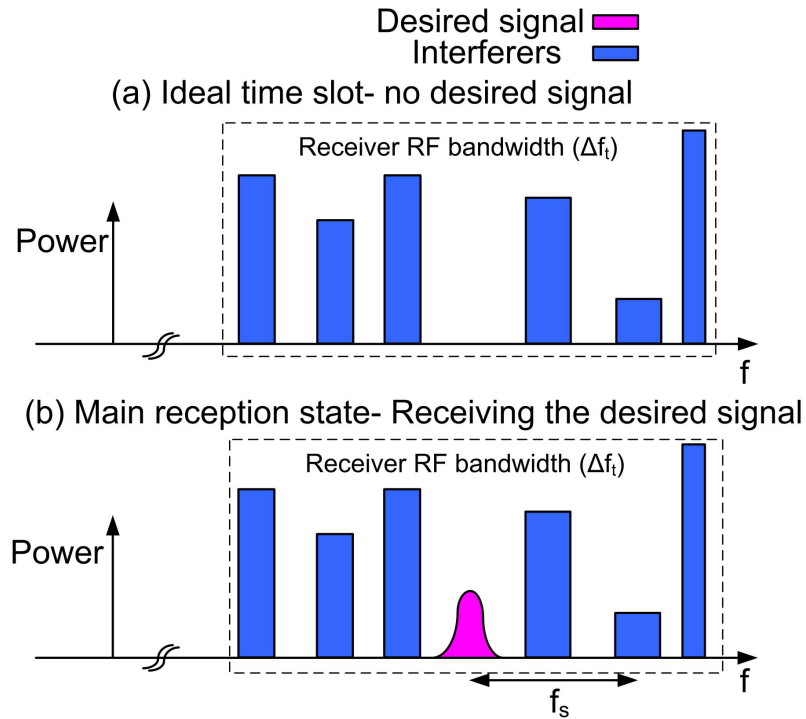 Desired signal
Interferers
(a) Ideal time slot- no desired signal
Receiver RF bandwidth (Δfₜ)
Power
f
(b) Main reception state- Receiving the desired signal
Receiver RF bandwidth (Δfₜ)
Power
f
fₛ